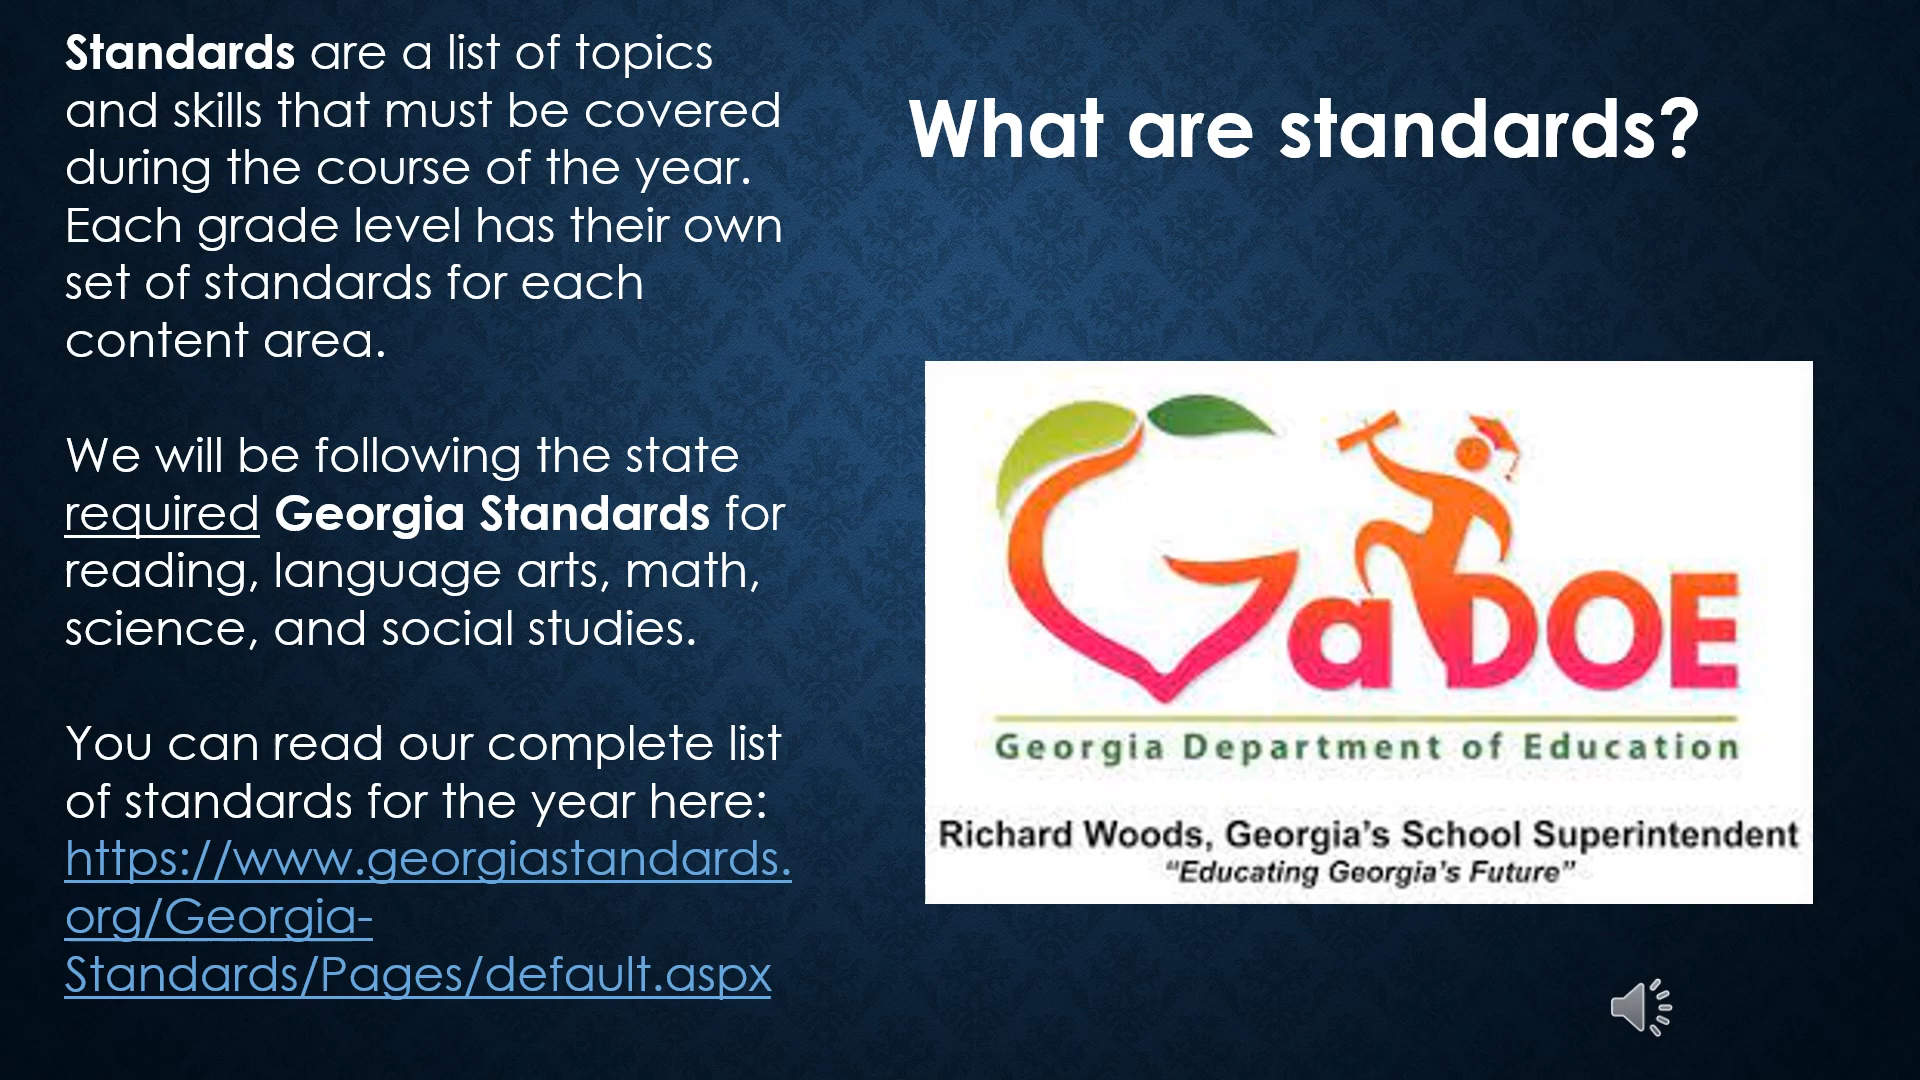 What are standards?
Standards are a list of topics
and skills that must be covered
during the course of the year.
Each grade level has their own
set of standards for each
content area.
We will be following the state
required Georgia Standards for
reading, language arts, math,
science, and social studies.
You can read our complete list
of standards for the year here:
https://www.georgiastandards.
org/Georgia-
Standards/Pages/default.aspx
GaDOE
Georgia Department of Education
Richard Woods, Georgia's School Superintendent
"Educating Georgia's Future"